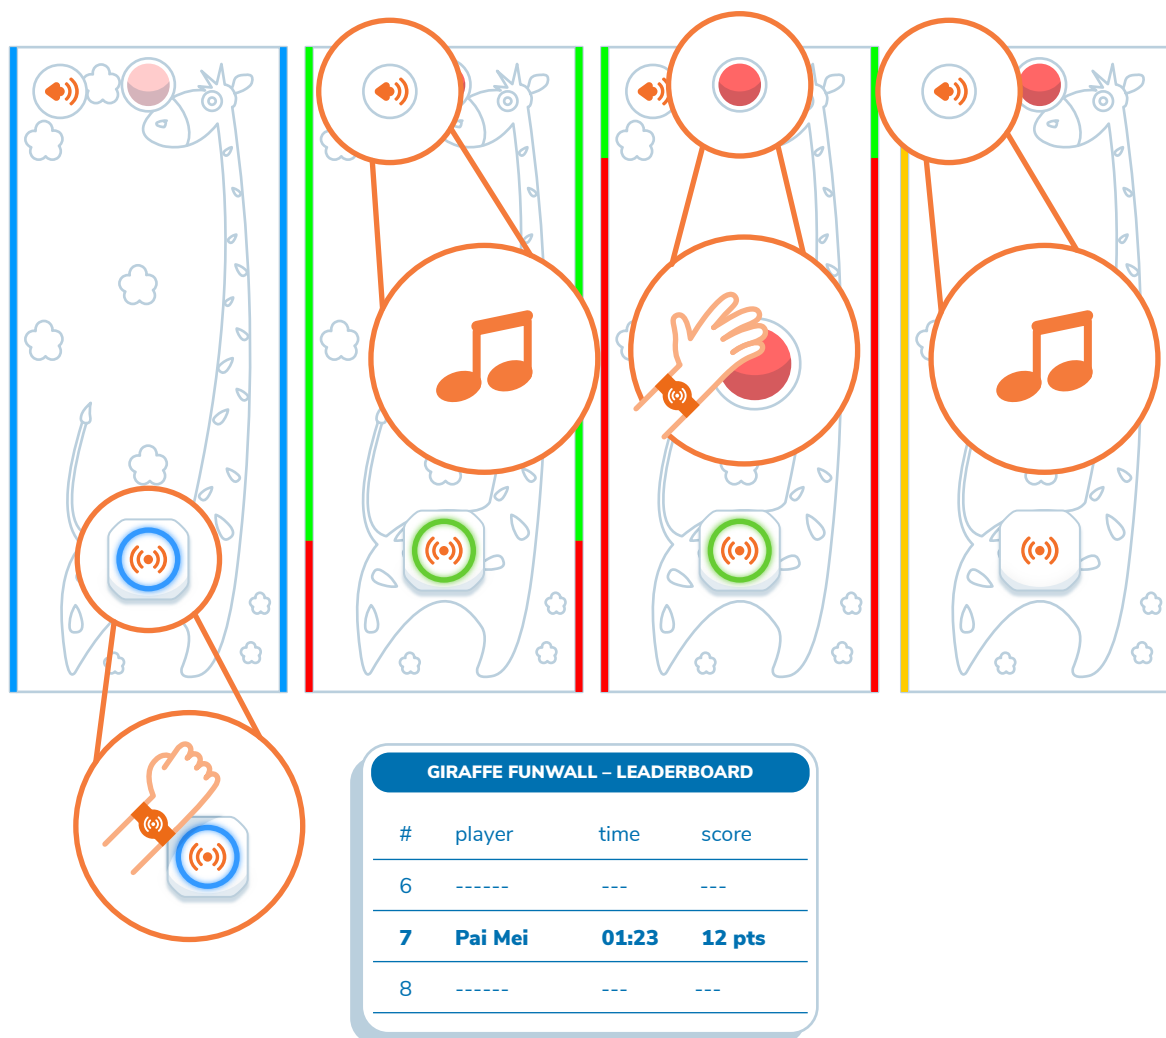 GIRAFFE FUNWALL – LEADERBOARD
# player time score
6 ------ --- ---
7 Pai Mei 01:23 12 pts
8 ------ --- ---